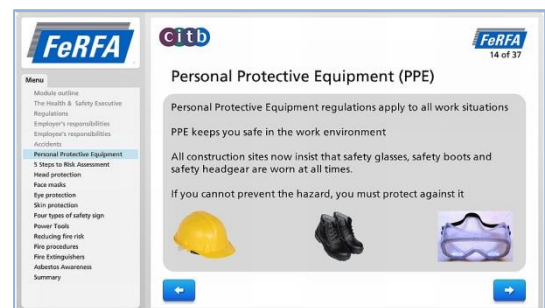 FeRFA
Menu
Module outline
The Health & Safety Executive
Regulations
Employer's responsibilities
Employee's responsibilities
Accidents
Personal Protective Equipment
5 Steps to Risk Assessment
Head protection
Face masks
Eye protection
Skin protection
Four types of safety sign
Power Tools
Reducing fire risk
Fire procedures
Fire Extinguishers
Asbestos Awareness
Summary
citb
FeRFA
14 of 37
Personal Protective Equipment (PPE)
Personal Protective Equipment regulations apply to all work situations
PPE keeps you safe in the work environment
All construction sites now insist that safety glasses, safety boots and
safety headgear are worn at all times.
If you cannot prevent the hazard, you must protect against it